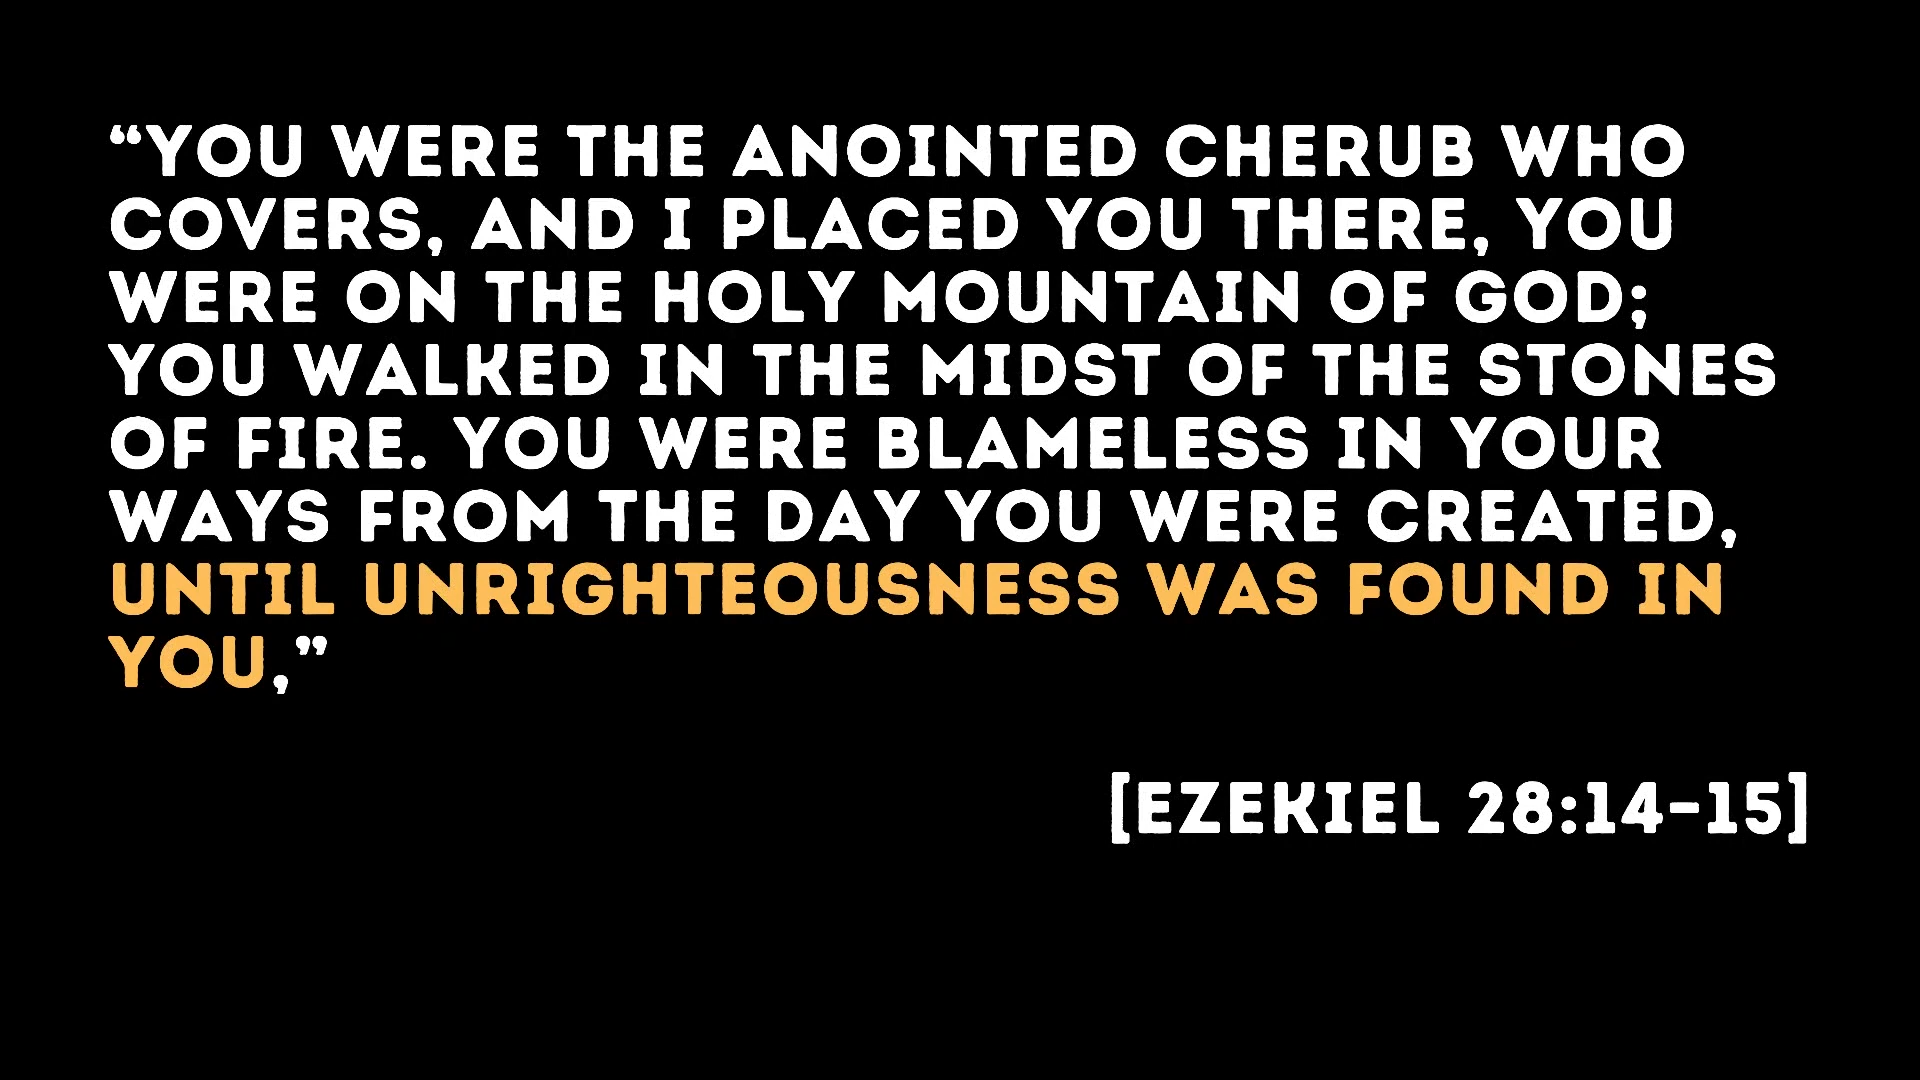 “YOU WERE THE ANOINTED CHERUB WHO
COVERS, AND I PLACED YOU THERE, YOU
WERE ON THE HOLY MOUNTAIN OF GOD;
YOU WALKED IN THE MIDST OF THE STONES
OF FIRE. YOU WERE BLAMELESS IN YOUR
WAYS FROM THE DAY YOU WERE CREATED,
UNTIL UNRIGHTEOUSNESS WAS FOUND IN
YOU,”
[EZEKIEL 28:14-15]